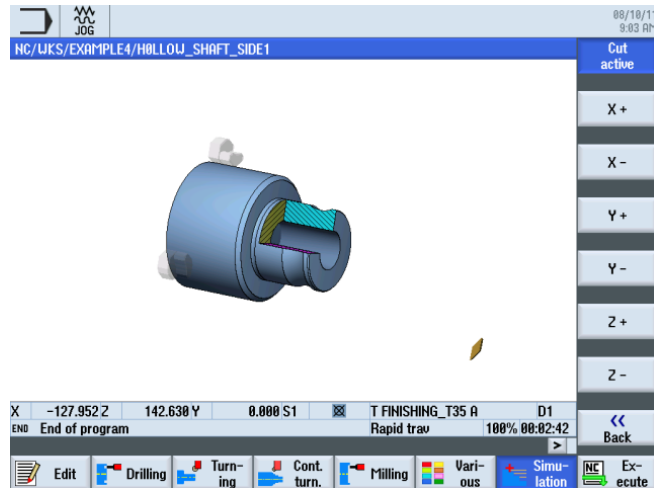 JOG
08/10/1
9:03 AM
NC/WKS/EXAMPLE4/HOLLOW_SHAFT_SIDE1
Cut
active
X +
X -
Y +
Y -
Z +
Z -
X -127.952 Z 142.630 Y 0.000 S1 T FINISHING_T35 A D1
END End of program Rapid trav 100% 00:02:42
>
<<
Back
Edit
Drilling
Turn-
ing
Cont.
turn.
Milling
Vari-
ous
Simu-
lation
NC Ex-
ecute